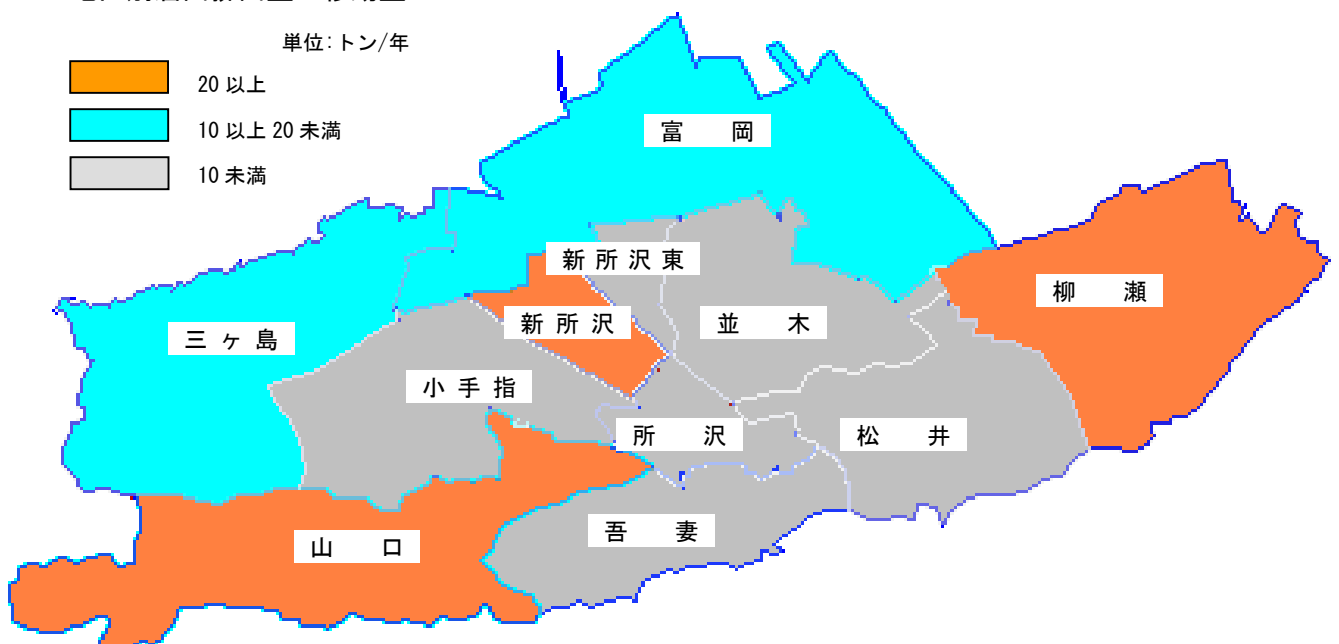 単位:トン/年
20 以上
10 以上 20 未満
10 未満
富 岡
新所沢東
柳 瀬
新所沢
並 木
三ヶ島
小手指
所 沢
松 井
吾 妻
山 口